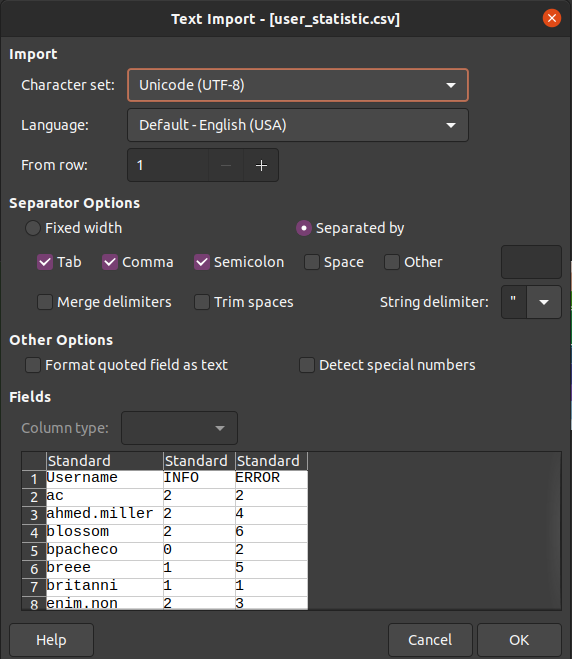 Text Import - [user_statistic.csv]
Import
Character set: Unicode (UTF-8)
Language: Default - English (USA)
From row: 1
Separator Options
Fixed width Separated by
Tab Comma Semicolon Space Other
Merge delimiters Trim spaces String delimiter: "
Other Options
Format quoted field as text Detect special numbers
Fields
Column type:
Standard Standard Standard
1 Username INFO ERROR
2 ac 2 2
3 ahmed.miller 2 4
4 blossom 2 6
5 bpacheco 0 2
6 breee 1 5
7 britanni 1 1
8 enim.non 2 3
Help Cancel OK